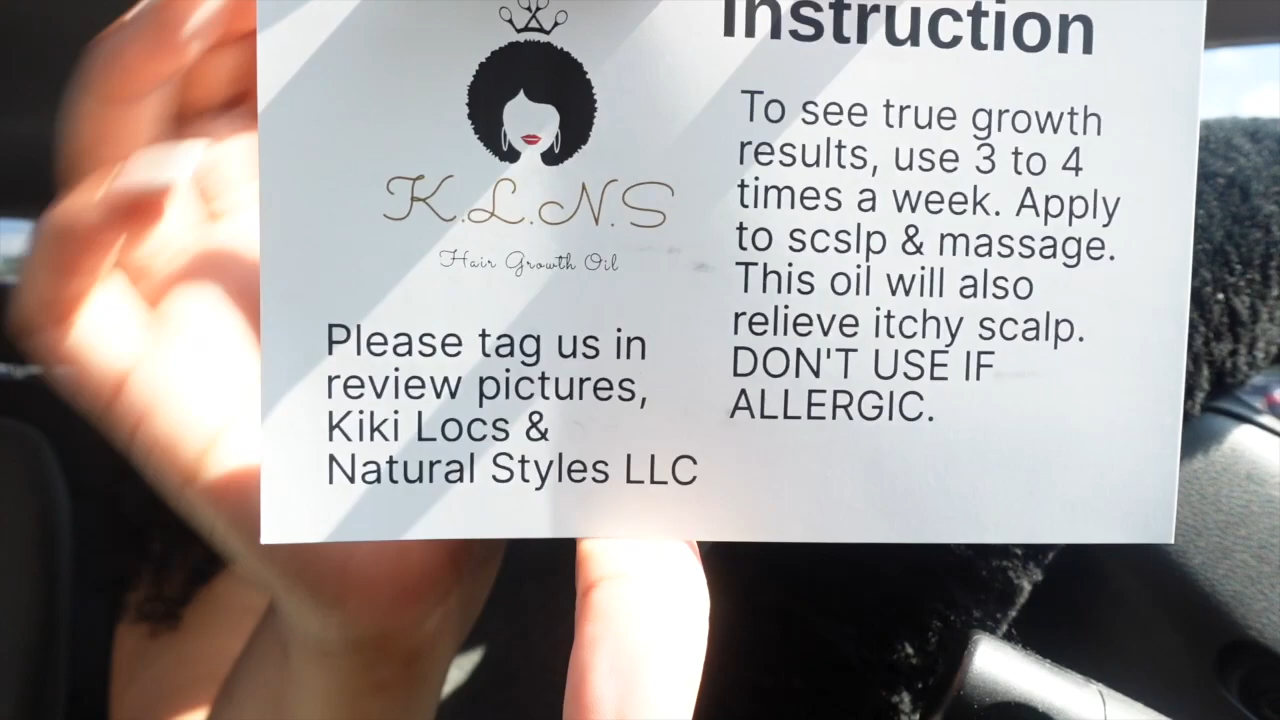 K.L.N.S
Hair Growth Oil
Please tag us in
review pictures,
Kiki Locs &
Natural Styles LLC
Instruction
To see true growth
results, use 3 to 4
times a week. Apply
to scslp & massage.
This oil will also
relieve itchy scalp.
DON'T USE IF
ALLERGIC.